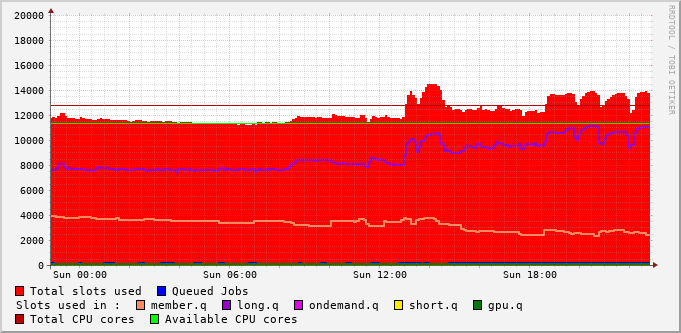 RRDTOOL / TOBI OETIKER
20000
18000
16000
14000
12000
10000
8000
6000
4000
2000
0
Sun 00:00 Sun 06:00 Sun 12:00 Sun 18:00
Total slots used Queued Jobs
Slots used in : member.q long.q ondemand.q short.q gpu.q
Total CPU cores Available CPU cores